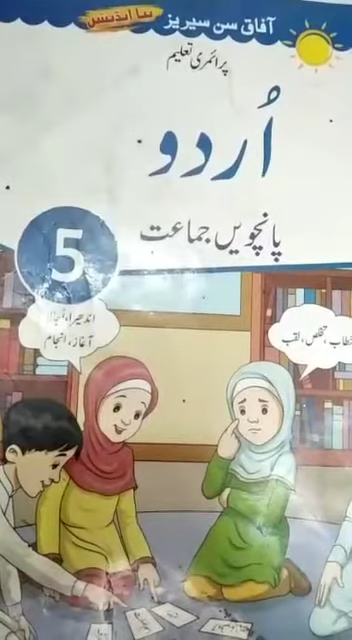 آفاق سن سیریز
نیا ایڈیشن
پرائمری تعلیم
اُردو
پانچویں جماعت
5
اندھیرا، اُجالا
آغاز، انجام
خطاب، تخلص، لقب